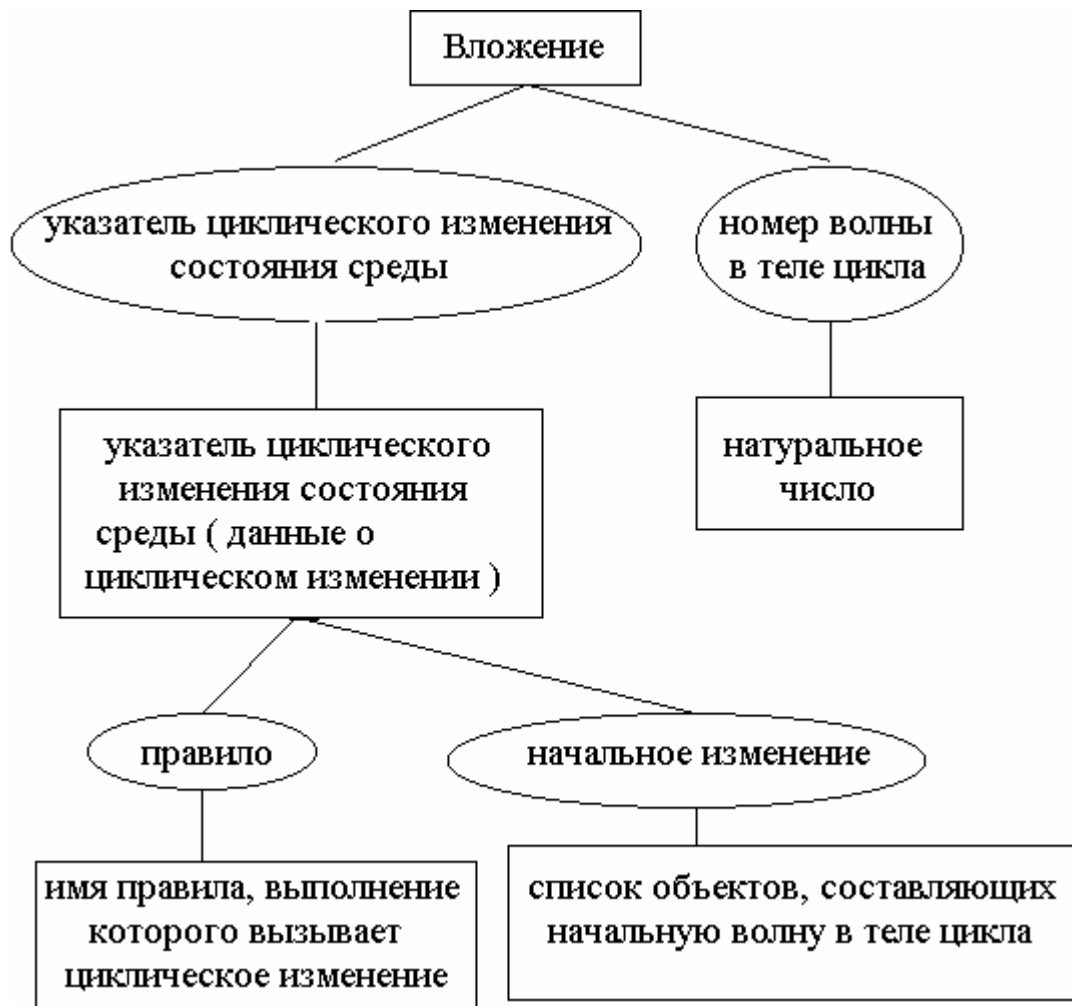 Вложение
указатель циклического изменения
состояния среды
номер волны
в теле цикла
указатель циклического
изменения состояния
среды ( данные о
циклическом изменении )
натуральное
число
правило
начальное изменение
имя правила, выполнение
которого вызывает
циклическое изменение
список объектов, составляющих
начальную волну в теле цикла